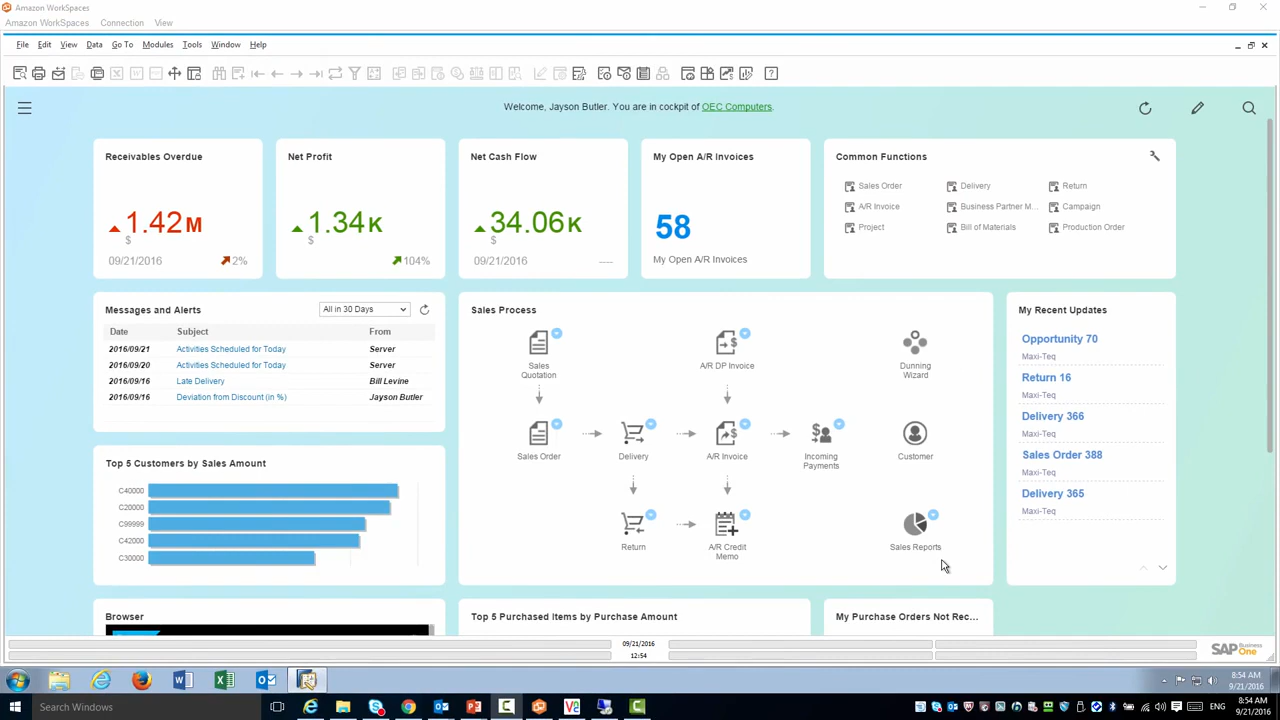 Amazon WorkSpaces
Amazon WorkSpaces Connection View
File Edit View Data Go To Modules Tools Window Help
Welcome, Jayson Butler. You are in cockpit of OEC Computers.
Receivables Overdue
1.42 M
$
09/21/2016 2%
Net Profit
1.34 K
$
104%
Net Cash Flow
34.06 K
$
09/21/2016 ----
My Open A/R Invoices
58
My Open A/R Invoices
Common Functions
Sales Order Delivery Return
A/R Invoice Business Partner M... Campaign
Project Bill of Materials Production Order
Messages and Alerts All in 30 Days
Date Subject From
2016/09/21 Activities Scheduled for Today Server
2016/09/20 Activities Scheduled for Today Server
2016/09/16 Late Delivery Bill Levine
2016/09/16 Deviation from Discount (in %) Jayson Butler
Top 5 Customers by Sales Amount
C40000
C20000
C99999
C42000
C30000
Sales Process
Sales
Quotation
A/R DP Invoice
Dunning
Wizard
Sales Order
Delivery
A/R Invoice
Incoming
Payments
Customer
Return
A/R Credit
Memo
Sales Reports
My Recent Updates
Opportunity 70
Maxi-Teq
Return 16
Maxi-Teq
Delivery 366
Maxi-Teq
Sales Order 388
Maxi-Teq
Delivery 365
Maxi-Teq
Browser
Top 5 Purchased Items by Purchase Amount
My Purchase Orders Not Rec...
09/21/2016
12:54
SAP Business One
8:54 AM
9/21/2016
Search Windows
ENG
8:54 AM
9/21/2016